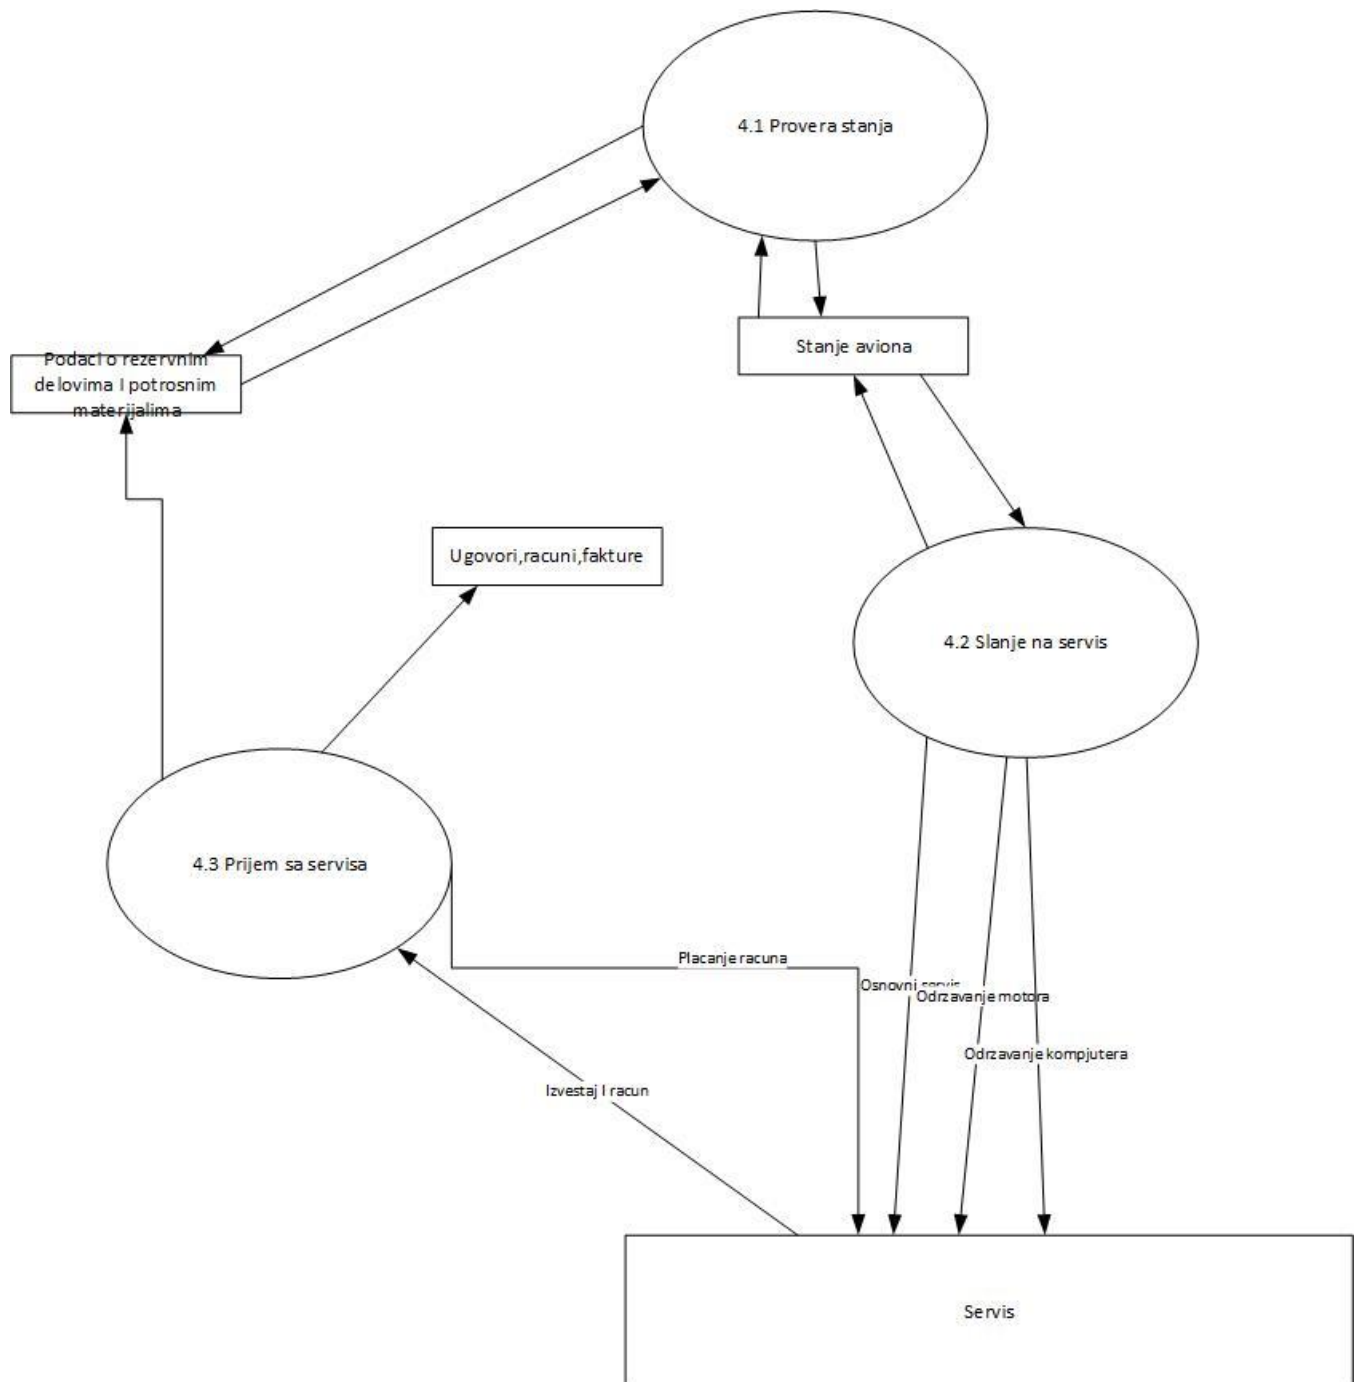 4.1 Provera stanja
Stanje aviona
Podaci o rezervnim
delovima I potrosnim
materijalima
Ugovori,racuni,fakture
4.2 Slanje na servis
4.3 Prijem sa servisa
Placanje racuna
Osnovni servis
Odrzavanje motora
Odrzavanje kompjutera
Izvestaj I racun
Servis